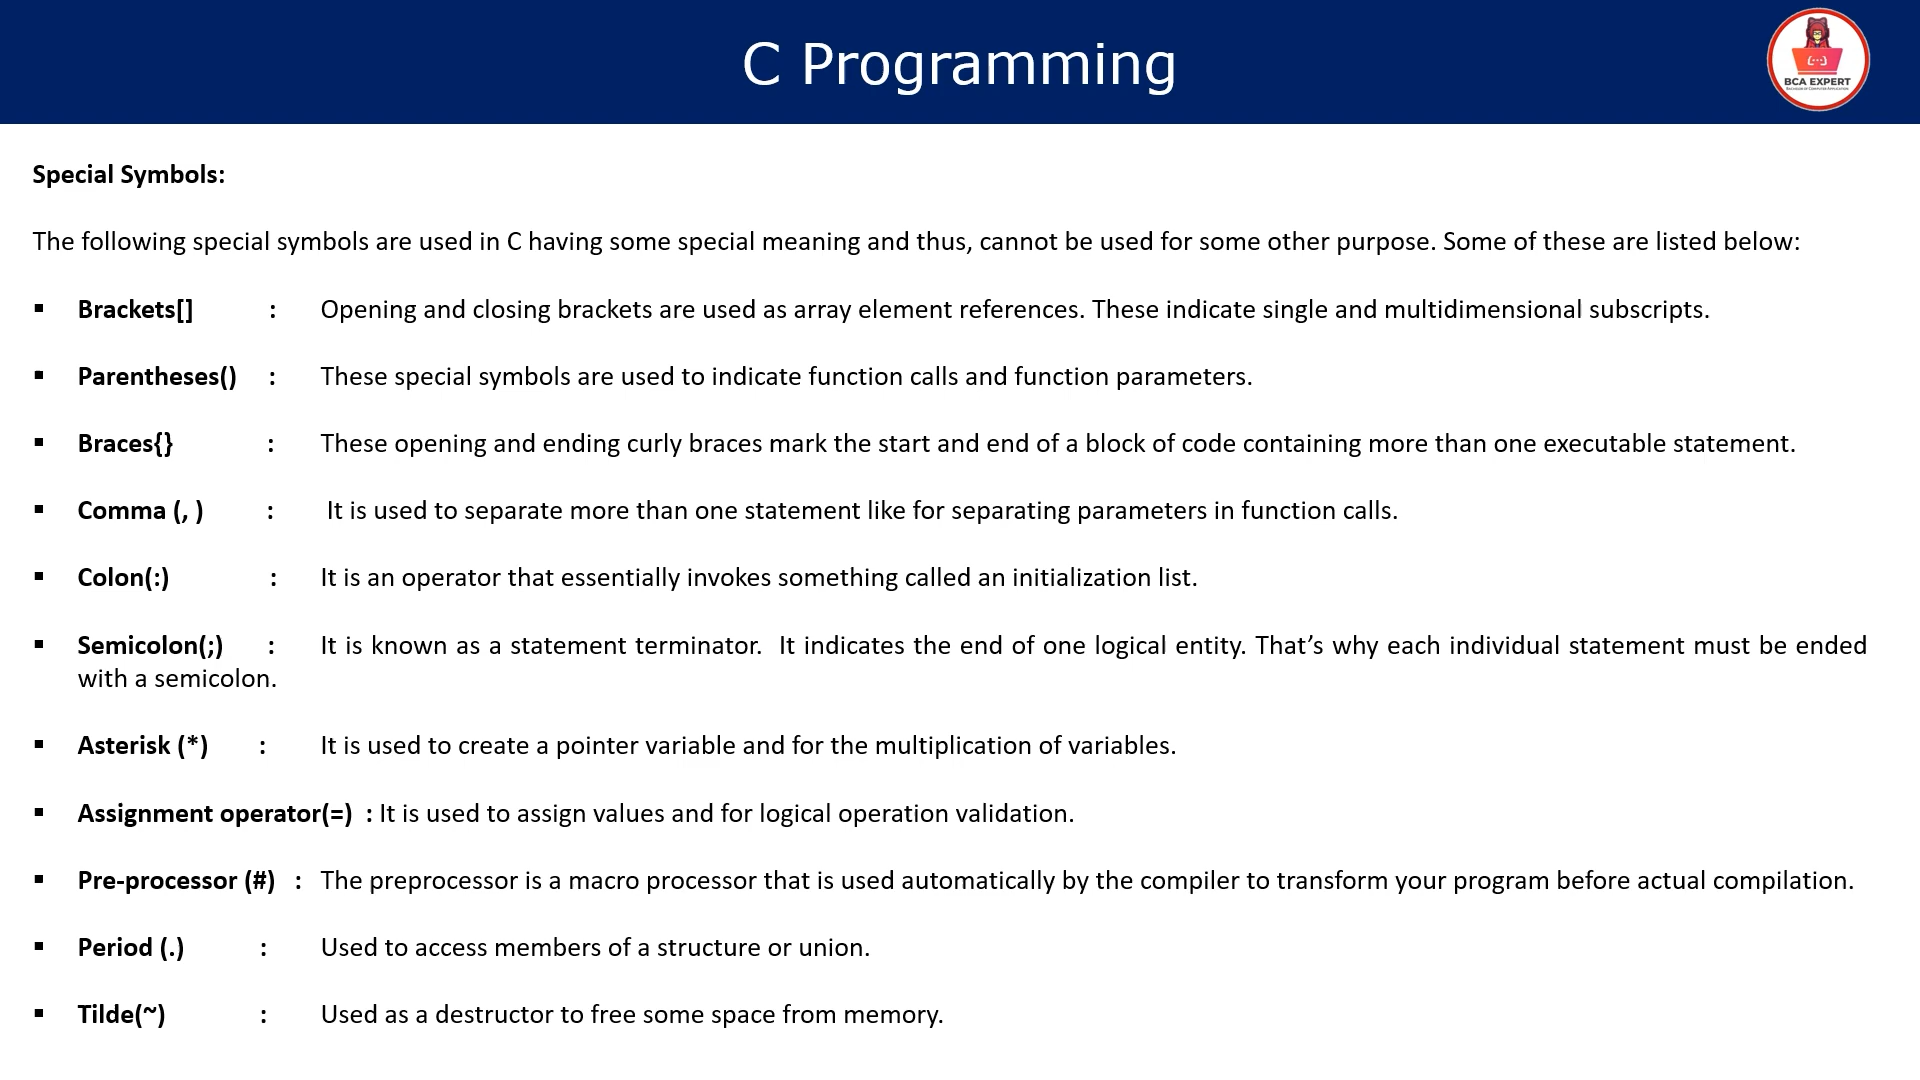 C Programming
{...}
BCA EXPERT
BACHELOR OF COMPUTER APPLICATION
Special Symbols:
The following special symbols are used in C having some special meaning and thus, cannot be used for some other purpose. Some of these are listed below:
▪ Brackets[] : Opening and closing brackets are used as array element references. These indicate single and multidimensional subscripts.
▪ Parentheses() : These special symbols are used to indicate function calls and function parameters.
▪ Braces{} : These opening and ending curly braces mark the start and end of a block of code containing more than one executable statement.
▪ Comma (, ) : It is used to separate more than one statement like for separating parameters in function calls.
▪ Colon(:) : It is an operator that essentially invokes something called an initialization list.
▪ Semicolon(;) : It is known as a statement terminator. It indicates the end of one logical entity. That’s why each individual statement must be ended
with a semicolon.
▪ Asterisk (*) : It is used to create a pointer variable and for the multiplication of variables.
▪ Assignment operator(=) : It is used to assign values and for logical operation validation.
▪ Pre-processor (#) : The preprocessor is a macro processor that is used automatically by the compiler to transform your program before actual compilation.
▪ Period (.) : Used to access members of a structure or union.
▪ Tilde(~) : Used as a destructor to free some space from memory.